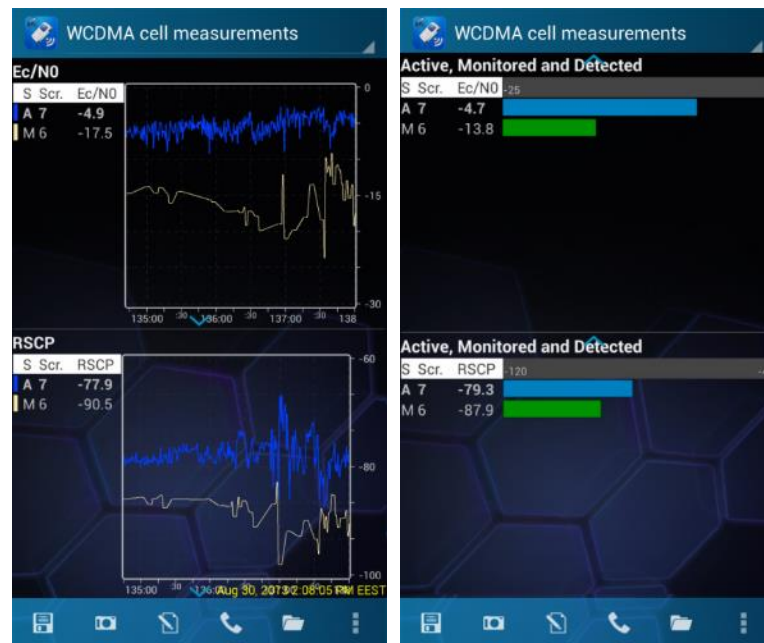 WCDMA cell measurements
Ec/N0
S Scr. Ec/N0
A 7 -4.9
M 6 -17.5
0
-15
-30
135:00 :30 136:00 :30 137:00 :30 138
RSCP
S Scr. RSCP
A 7 -77.9
M 6 -90.5
-60
-80
-100
135:00 :30
EEST
WCDMA cell measurements
Active, Monitored and Detected
S Scr. Ec/N0 -25
A 7 -4.7
M 6 -13.8
Active, Monitored and Detected
S Scr. RSCP -120
A 7 -79.3
M 6 -87.9